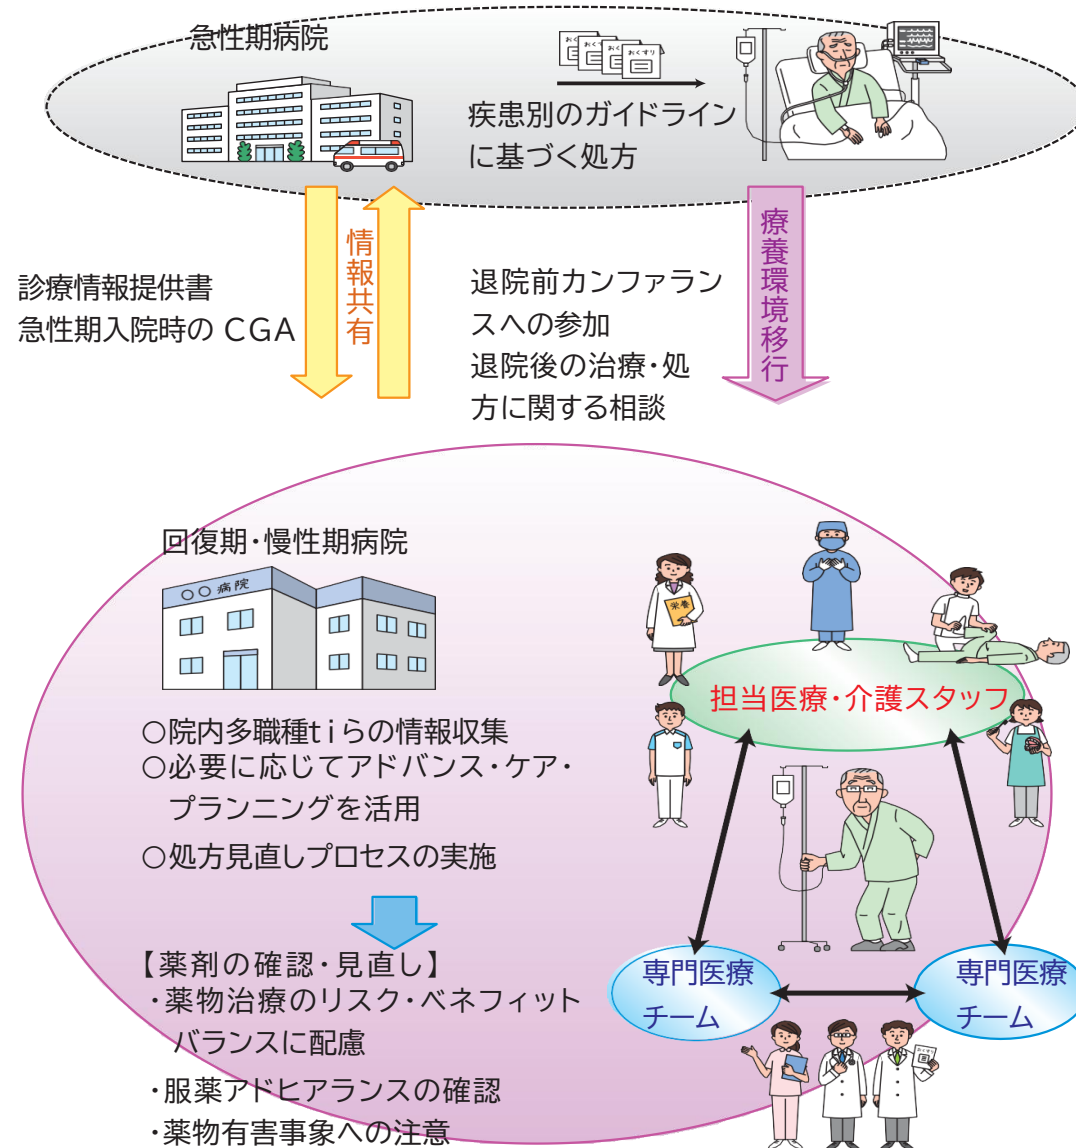 急性期病院
おくすり
疾患別のガイドライン
に基づく処方
診療情報提供書
急性期入院時の CGA
情報共有
退院前カンファラン
スへの参加
退院後の治療・処
方に関する相談
療養環境移行
回復期・慢性期病院
○○病院
○院内多職種tiらの情報収集
○必要に応じてアドバンス・ケア・
プランニングを活用
○処方見直しプロセスの実施
【薬剤の確認・見直し】
・薬物治療のリスク・ベネフィット
バランスに配慮
・服薬アドヒアランスの確認
・薬物有害事象への注意
栄養
担当医療・介護スタッフ
専門医療
チーム
専門医療
チーム
おくすり